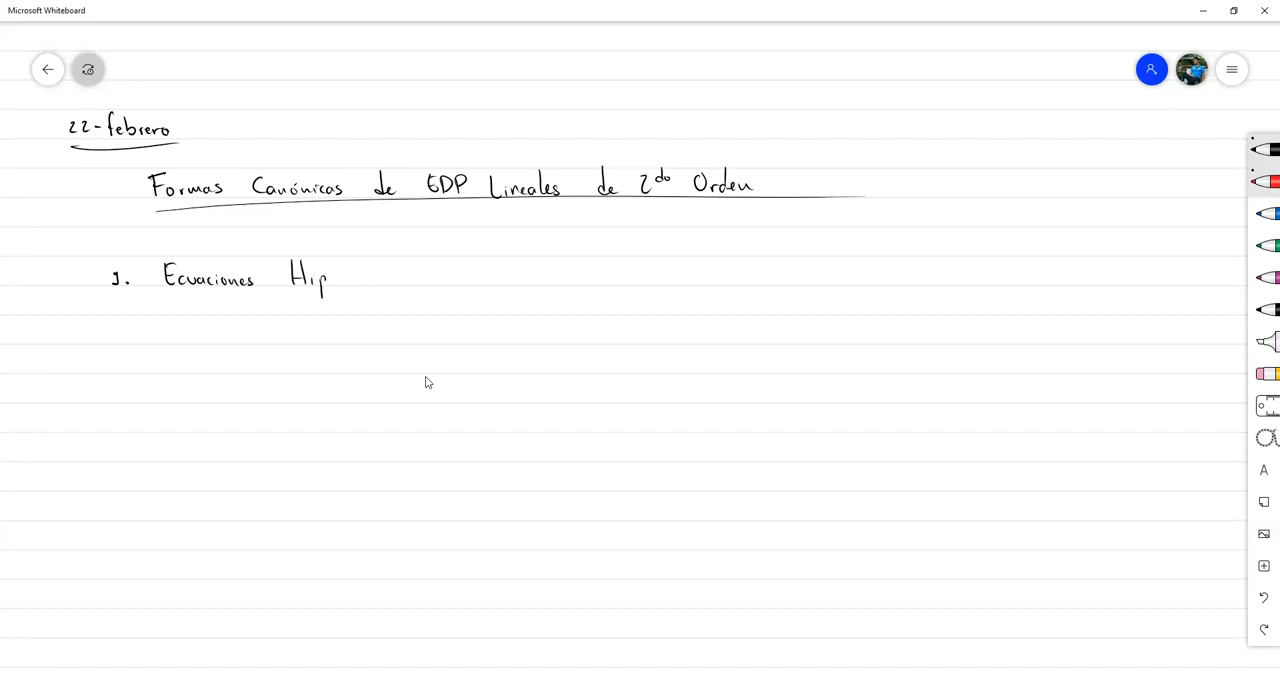 Microsoft Whiteboard
22-febrero
Formas Canónicas de EDP Lineales de 2do Orden
1. Ecuaciones Hip
A